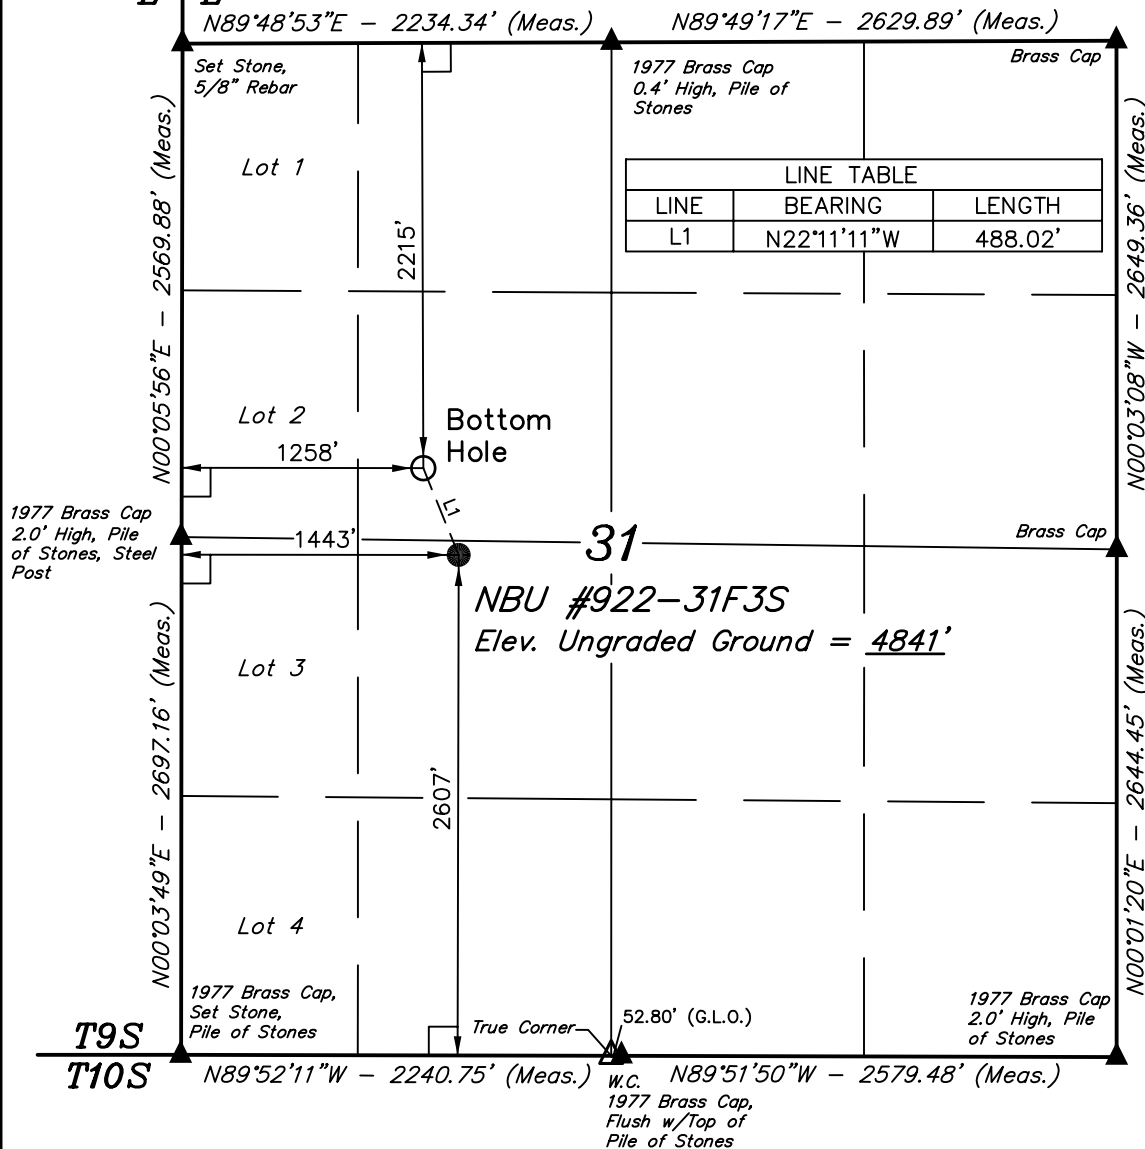 N89°48'53"E - 2234.34' (Meas.)
N89°49'17"E - 2629.89' (Meas.)
Set Stone,
5/8" Rebar
1977 Brass Cap
0.4' High, Pile of
Stones
Brass Cap
Lot 1
N00°05'56"E - 2569.88' (Meas.)
2215'
LINE TABLE
LINE BEARING LENGTH
L1 N22°11'11"W 488.02'
N00°03'08"W - 2649.36' (Meas.)
Lot 2
1258'
Bottom
Hole
L1
1977 Brass Cap
2.0' High, Pile
of Stones, Steel
Post
1443'
31
Brass Cap
NBU #922-31F3S
Elev. Ungraded Ground = 4841'
Lot 3
N00°03'49"E - 2697.16' (Meas.)
2607'
N00°01'20"E - 2644.45' (Meas.)
Lot 4
1977 Brass Cap,
Set Stone,
Pile of Stones
True Corner
52.80' (G.L.O.)
1977 Brass Cap
2.0' High, Pile
of Stones
T9S
T10S
N89°52'11"W - 2240.75' (Meas.)
W.C.
1977 Brass Cap,
Flush w/Top of
Pile of Stones
N89°51'50"W - 2579.48' (Meas.)